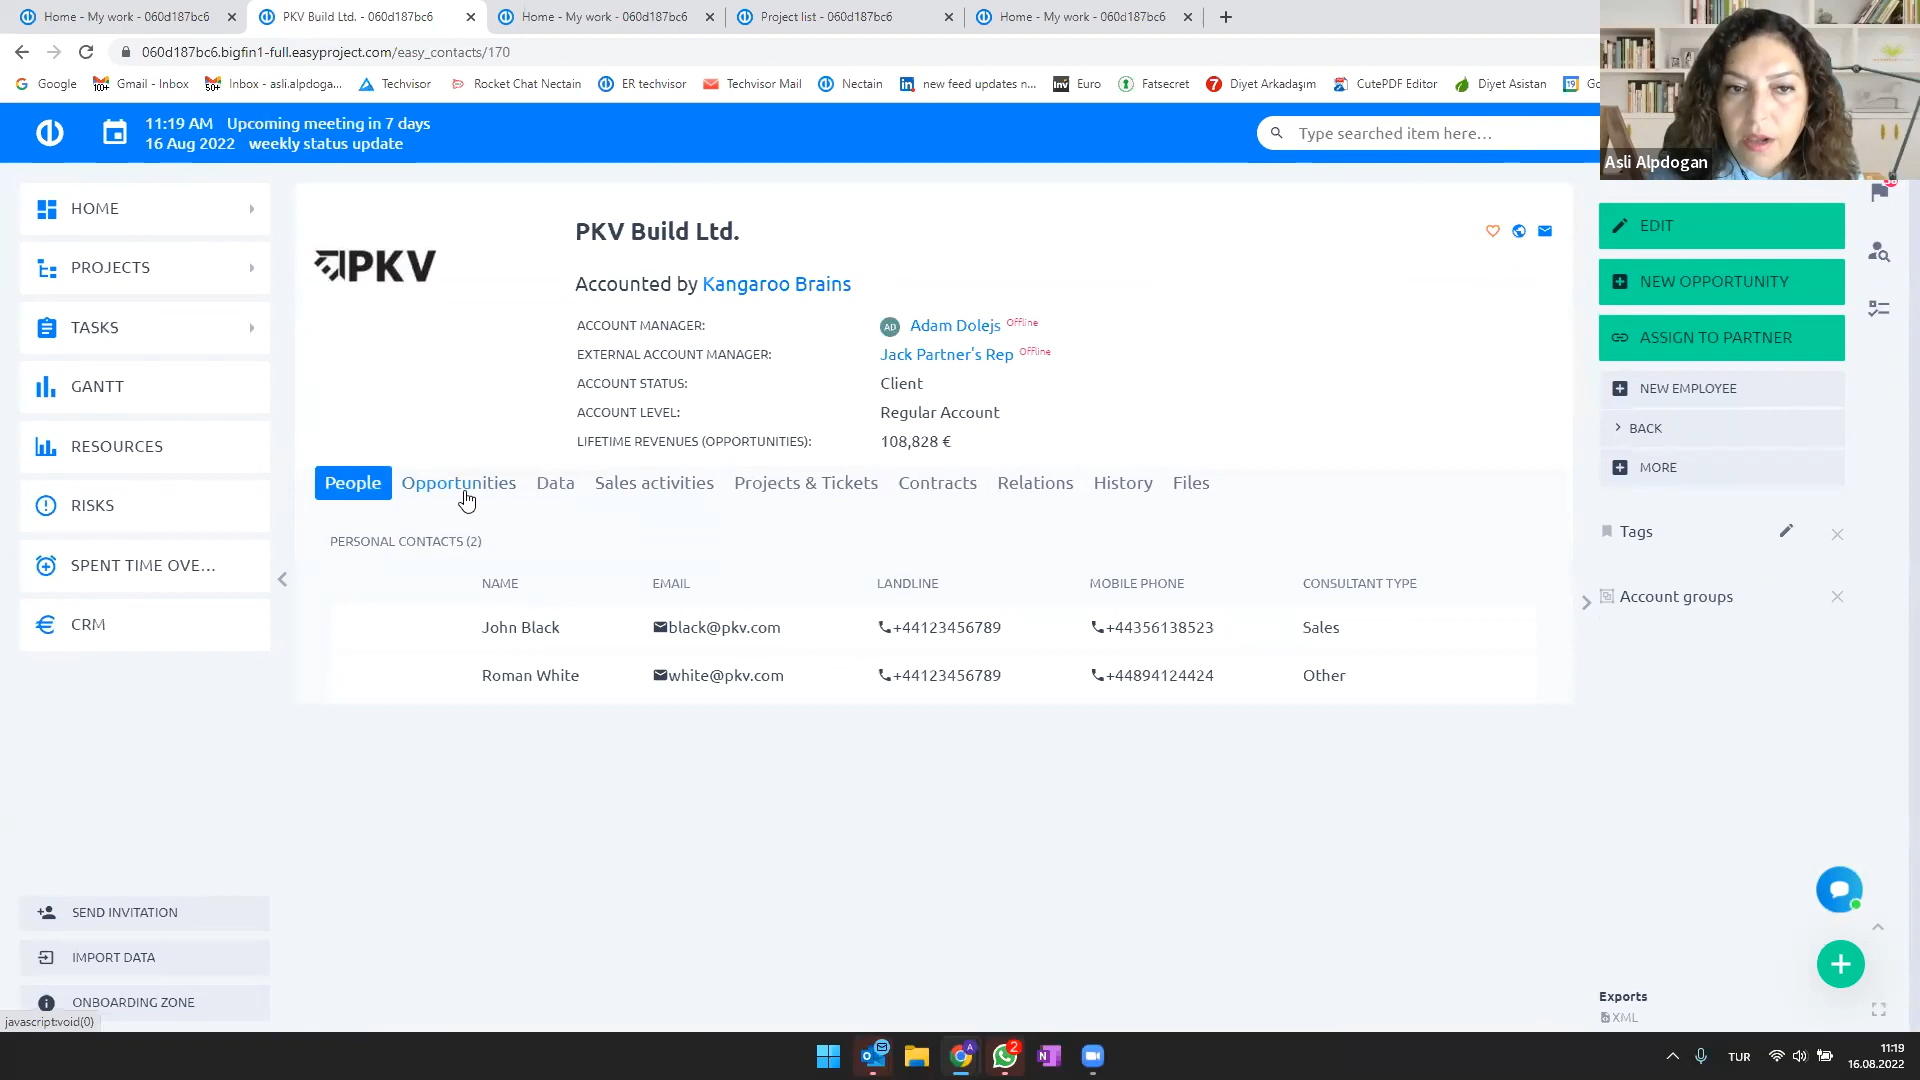 Home - My work - 060d187bc6
PKV Build Ltd. - 060d187bc6
Home - My work - 060d187bc6
Project list - 060d187bc6
Home - My work - 060d187bc6
060d187bc6.bigfin1-full.easyproject.com/easy_contacts/170
Google
Gmail - Inbox
Inbox - asli.alpdoga...
Techvisor
Rocket Chat Nectain
ER techvisor
Techvisor Mail
Nectain
new feed updates n...
Euro
Fatsecret
Diyet Arkadaşım
CutePDF Editor
Diyet Asistan
Asli Alpdogan
11:19 AM Upcoming meeting in 7 days
16 Aug 2022 weekly status update
Type searched item here...
HOME
PROJECTS
TASKS
GANTT
RESOURCES
RISKS
SPENT TIME OVE...
CRM
SEND INVITATION
IMPORT DATA
ONBOARDING ZONE
javascript:void(0)
PKV
PKV Build Ltd.
Accounted by Kangaroo Brains
ACCOUNT MANAGER: AD Adam Dolejs Offline
EXTERNAL ACCOUNT MANAGER: Jack Partner's Rep Offline
ACCOUNT STATUS: Client
ACCOUNT LEVEL: Regular Account
LIFETIME REVENUES (OPPORTUNITIES): 108,828 €
People Opportunities Data Sales activities Projects & Tickets Contracts Relations History Files
PERSONAL CONTACTS (2)
NAME EMAIL LANDLINE MOBILE PHONE CONSULTANT TYPE
John Black black@pkv.com +44123456789 +44356138523 Sales
Roman White white@pkv.com +44123456789 +44894124424 Other
EDIT
NEW OPPORTUNITY
ASSIGN TO PARTNER
NEW EMPLOYEE
BACK
MORE
Tags
Account groups
Exports
XML
TUR
11:19
16.08.2022